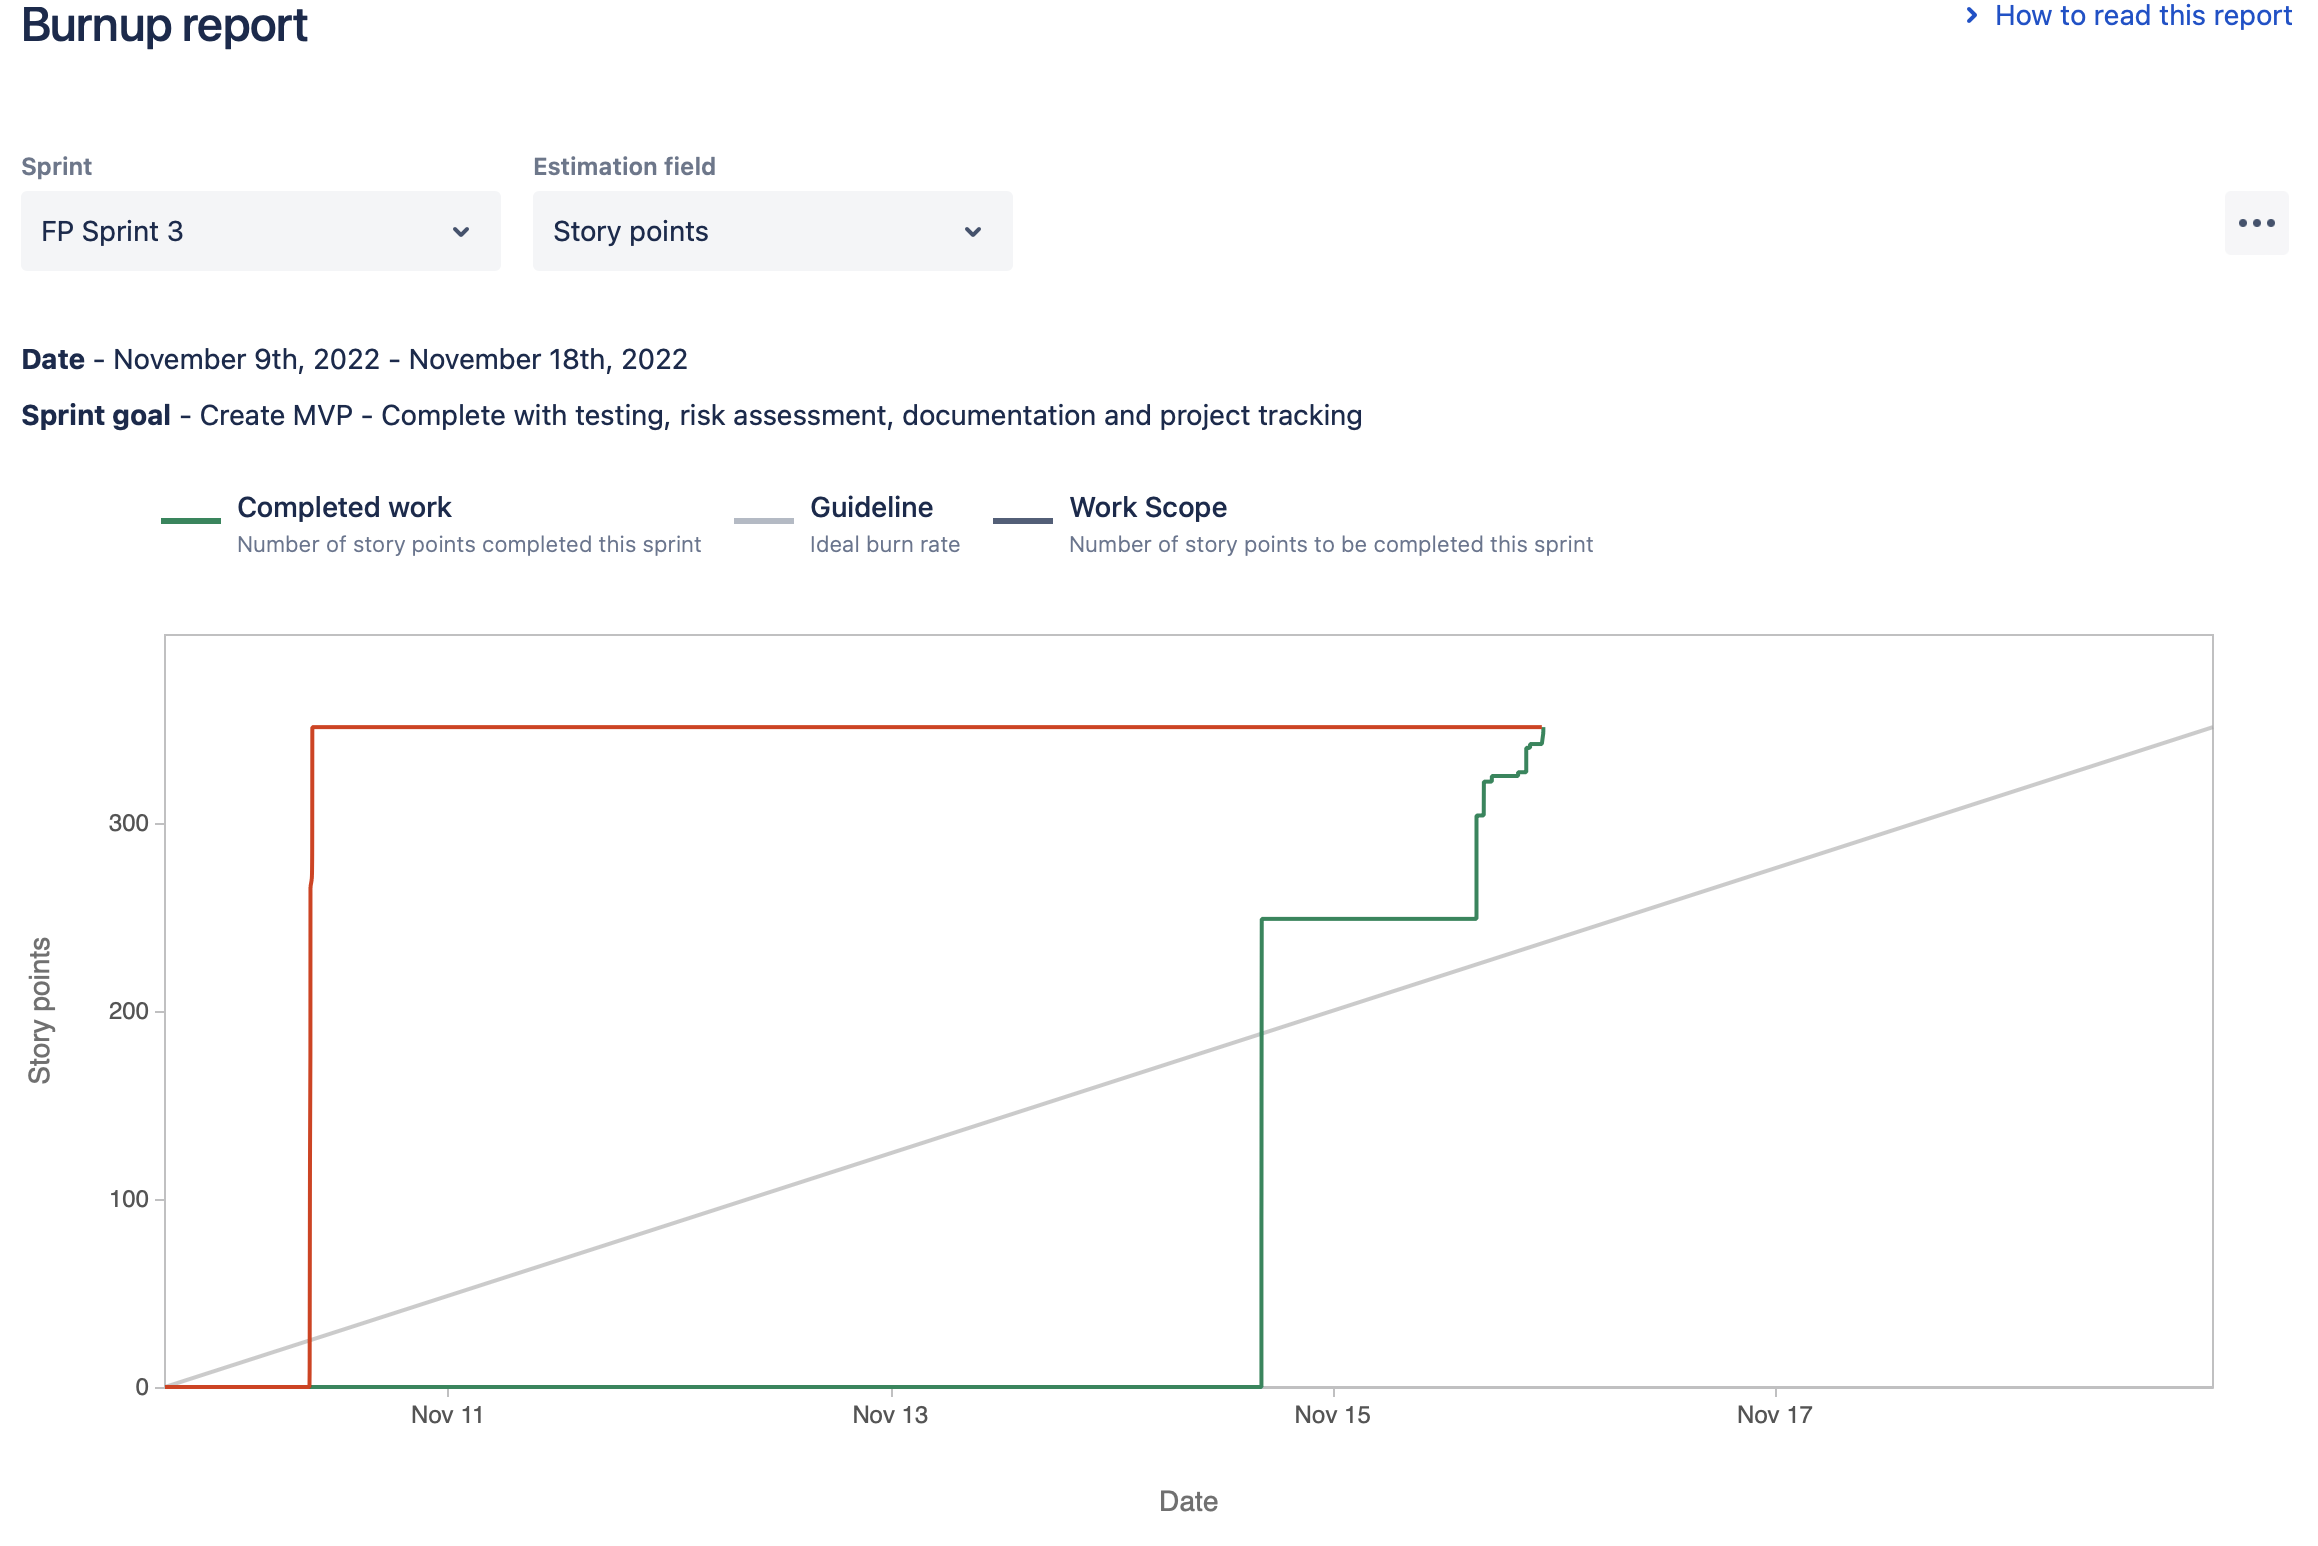 Burnup report
How to read this report
Sprint
Estimation field
FP Sprint 3
Story points
Date - November 9th, 2022 - November 18th, 2022
Sprint goal - Create MVP - Complete with testing, risk assessment, documentation and project tracking
Completed work
Number of story points completed this sprint
Guideline
Ideal burn rate
Work Scope
Number of story points to be completed this sprint
Story points
300
200
100
0
Nov 11
Nov 13
Nov 15
Nov 17
Date